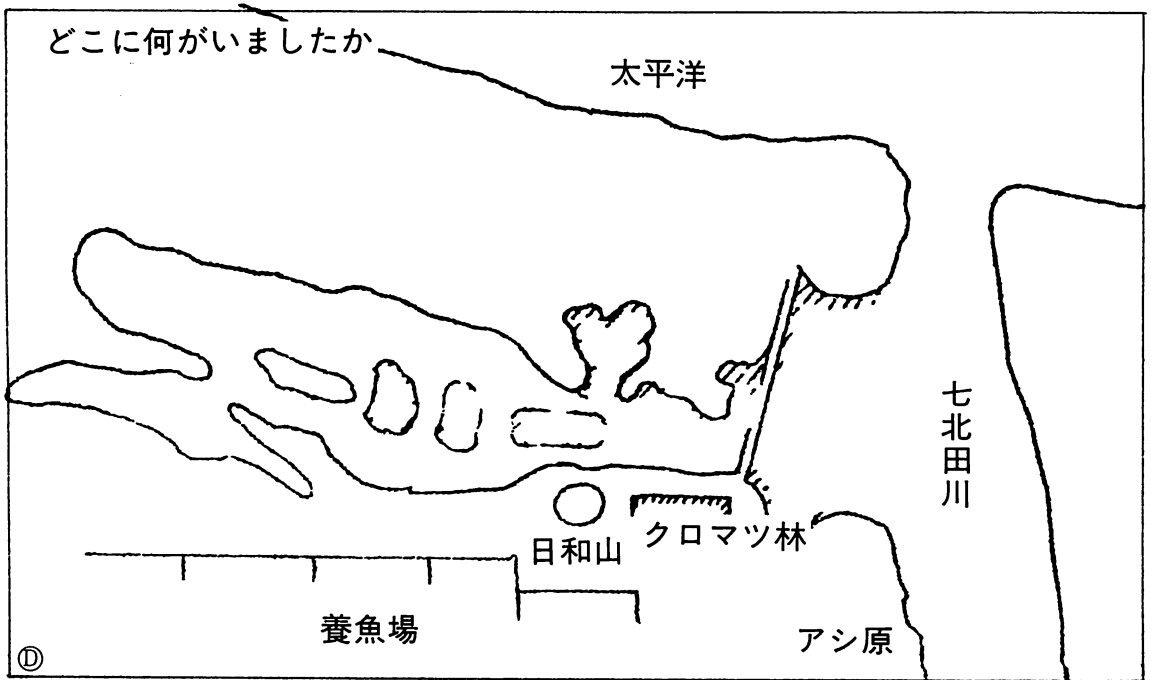 どこに何がいましたか
太平洋
七北田川
クロマツ林
日和山
養魚場
アシ原
Ⓓ